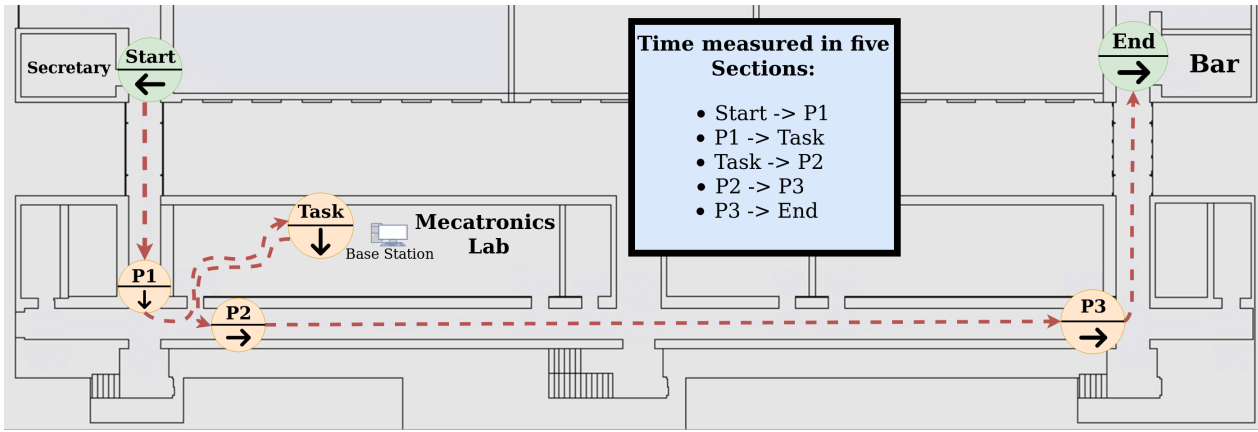 Secretary
Start
End
Bar
Time measured in five
Sections:
• Start -> P1
• P1 -> Task
• Task -> P2
• P2 -> P3
• P3 -> End
Task
Mecatronics
Lab
Base Station
P1
P2
P3